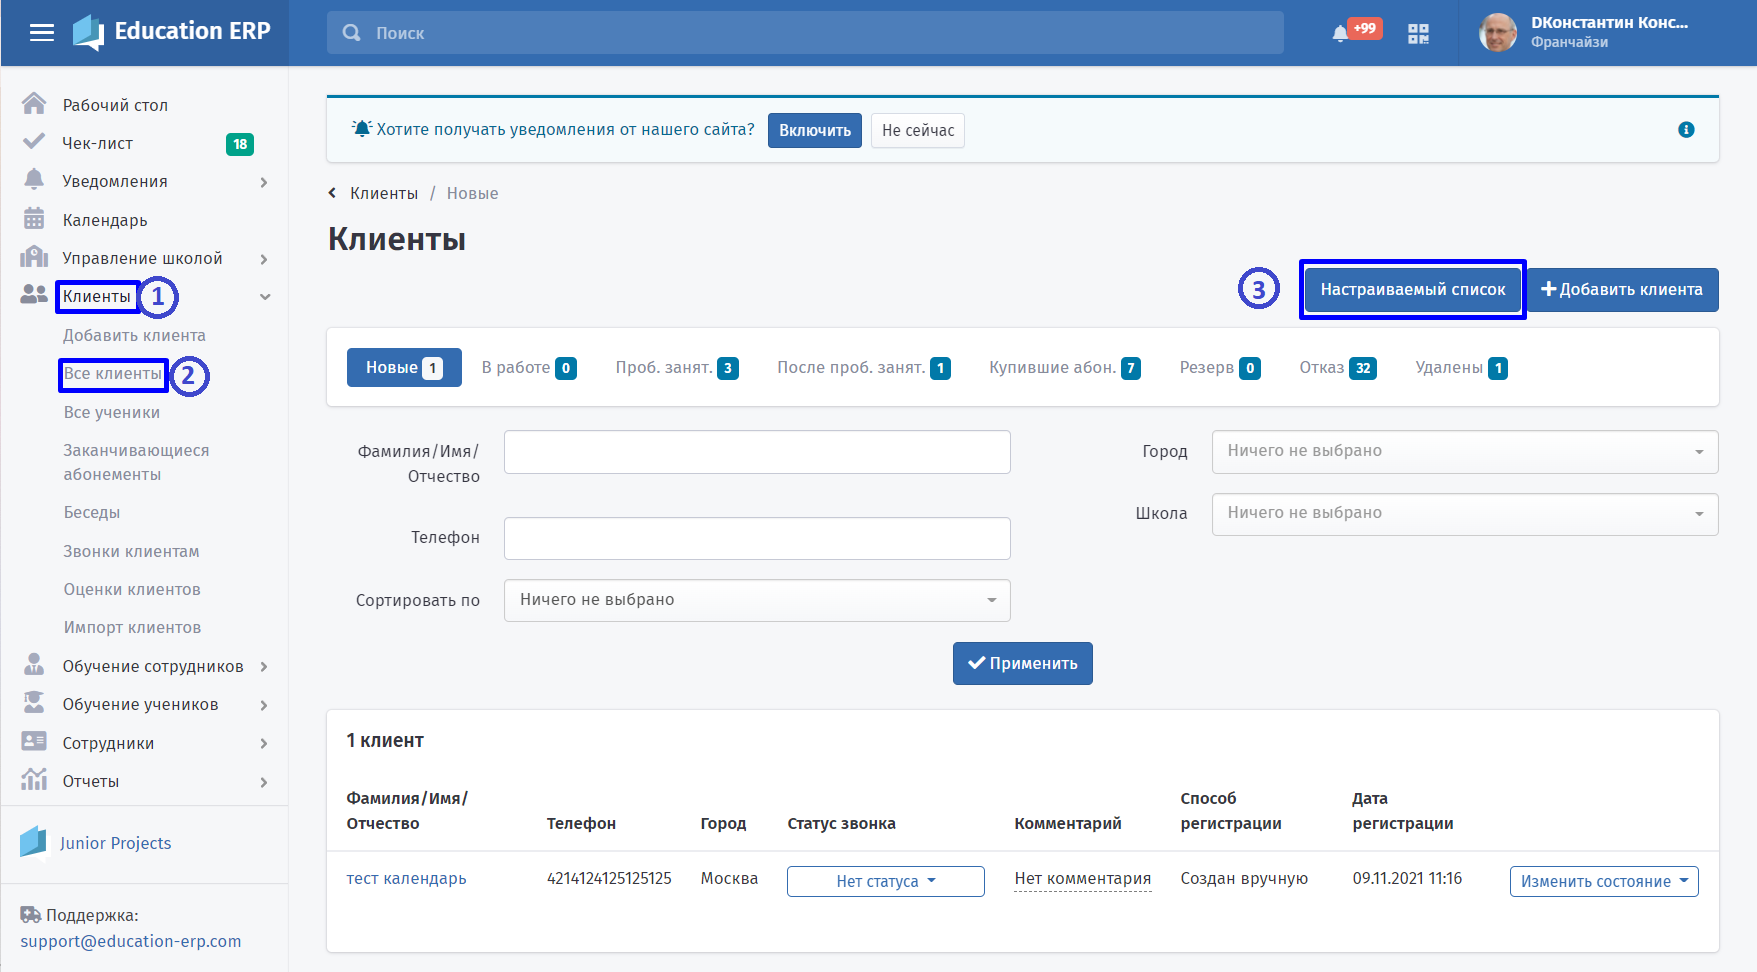 Education ERP
Поиск
+99
DКонстантин Конс...
Франчайзи
Рабочий стол
Чек-лист 18
Уведомления
Календарь
Управление школой
Клиенты 1
Добавить клиента
Все клиенты 2
Все ученики
Заканчивающиеся
абонементы
Беседы
Звонки клиентам
Оценки клиентов
Импорт клиентов
Обучение сотрудников
Обучение учеников
Сотрудники
Отчеты
Junior Projects
Поддержка:
support@education-erp.com
Хотите получать уведомления от нашего сайта? Включить Не сейчас
Клиенты / Новые
Клиенты
3 Настраиваемый список Добавить клиента
Новые 1 В работе 0 Проб. занят. 3 После проб. занят. 1 Купившие абон. 7 Резерв 0 Отказ 32 Удалены 1
Фамилия/Имя/
Отчество
Телефон
Сортировать по Ничего не выбрано
Город Ничего не выбрано
Школа Ничего не выбрано
Применить
1 клиент
Фамилия/Имя/
Отчество
Телефон
Город
Статус звонка
Комментарий
Способ
регистрации
Дата
регистрации
тест календарь 4214124125125125 Москва Нет статуса Нет комментария Создан вручную 09.11.2021 11:16 Изменить состояние